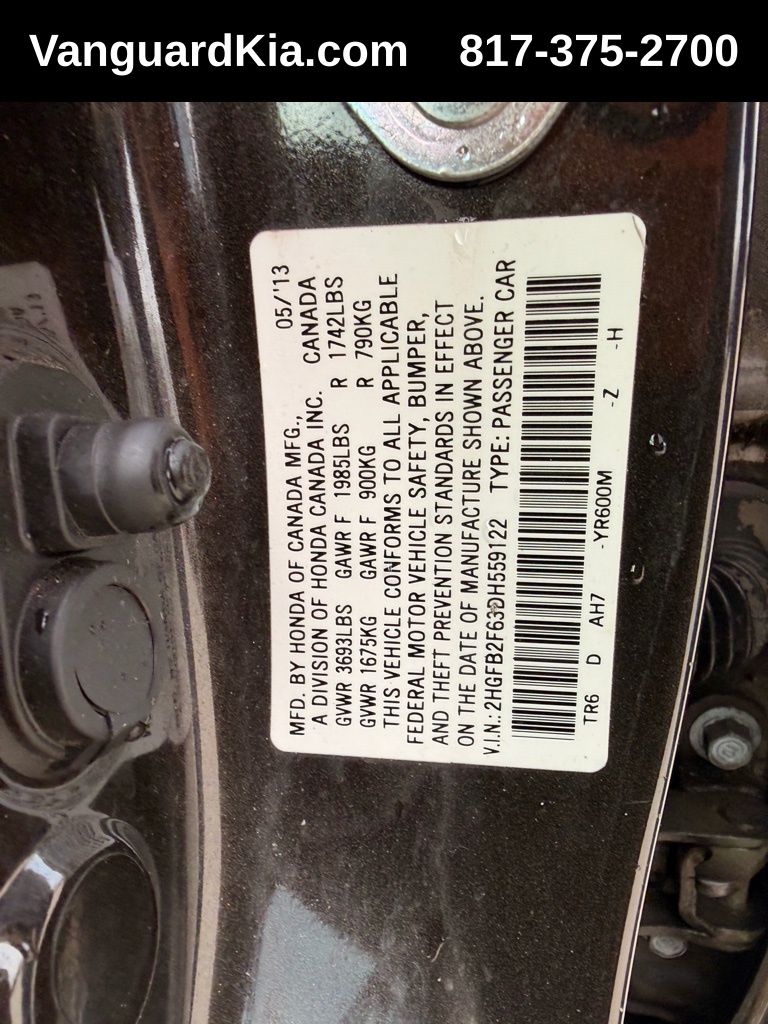 VanguardKia.com 817-375-2700
MFD. BY HONDA OF CANADA MFG., 05/'13
A DIVISION OF HONDA CANADA INC. CANADA
GVWR 3693LBS GAWR F 1985LBS R 1742LBS
GVWR 1675KG GAWR F 900KG R 790KG
THIS VEHICLE CONFORMS TO ALL APPLICABLE
FEDERAL MOTOR VEHICLE SAFETY, BUMPER,
AND THEFT PREVENTION STANDARDS IN EFFECT
ON THE DATE OF MANUFACTURE SHOWN ABOVE.
V.I.N.: 2HGFB2F63DH559122 TYPE: PASSENGER CAR
TR6 D AH7 -YR600M -Z -H